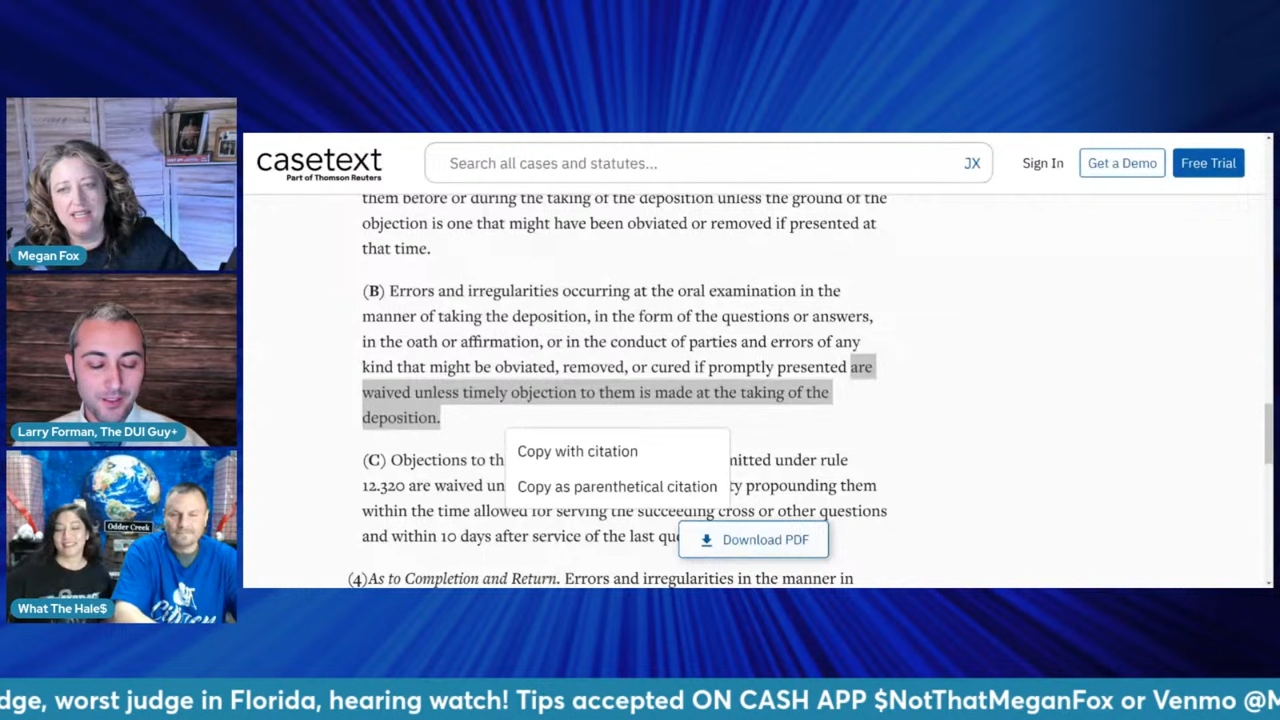 casetext
Part of Thomson Reuters
Search all cases and statutes...
JX
Sign In
Get a Demo
Free Trial
them before or during the taking of the deposition unless the ground of the
objection is one that might have been obviated or removed if presented at
that time.
(B) Errors and irregularities occurring at the oral examination in the
manner of taking the deposition, in the form of the questions or answers,
in the oath or affirmation, or in the conduct of parties and errors of any
kind that might be obviated, removed, or cured if promptly presented are
waived unless timely objection to them is made at the taking of the
deposition.
Copy with citation
Copy as parenthetical citation
(C) Objections to th mitted under rule
12.320 are waived un ty propounding them
within the time allowed for serving the succeeding cross or other questions
and within 10 days after service of the last qu
Download PDF
(4)As to Completion and Return. Errors and irregularities in the manner in
Megan Fox
Larry Forman, The DUI Guy+
Odder Creek
What The Hale$
dge, worst judge in Florida, hearing watch! Tips accepted ON CASH APP $NotThatMeganFox or Venmo @N